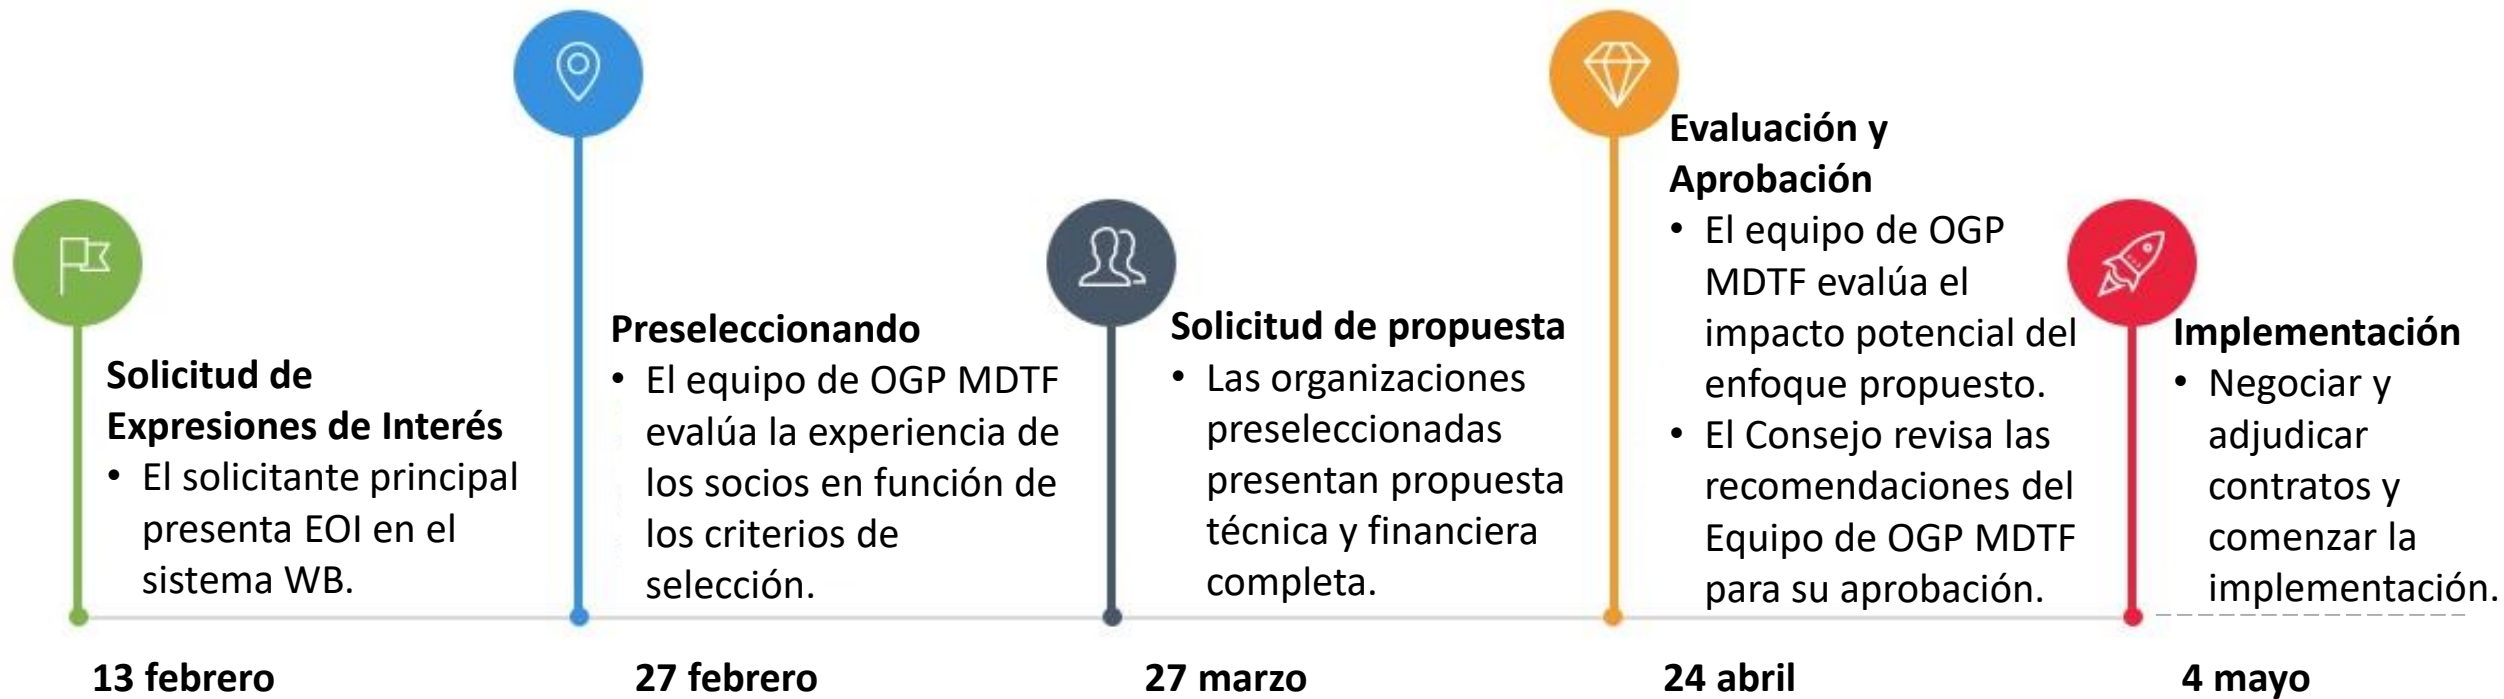 Solicitud de
Expresiones de Interés
• El solicitante principal
presenta EOI en el
sistema WB.
13 febrero
Preseleccionando
• El equipo de OGP MDTF
evalúa la experiencia de
los socios en función de
los criterios de
selección.
27 febrero
Solicitud de propuesta
• Las organizaciones
preseleccionadas
presentan propuesta
técnica y financiera
completa.
27 marzo
Evaluación y
Aprobación
• El equipo de OGP
MDTF evalúa el
impacto potencial del
enfoque propuesto.
• El Consejo revisa las
recomendaciones del
Equipo de OGP MDTF
para su aprobación.
24 abril
Implementación
• Negociar y
adjudicar
contratos y
comenzar la
implementación.
4 mayo